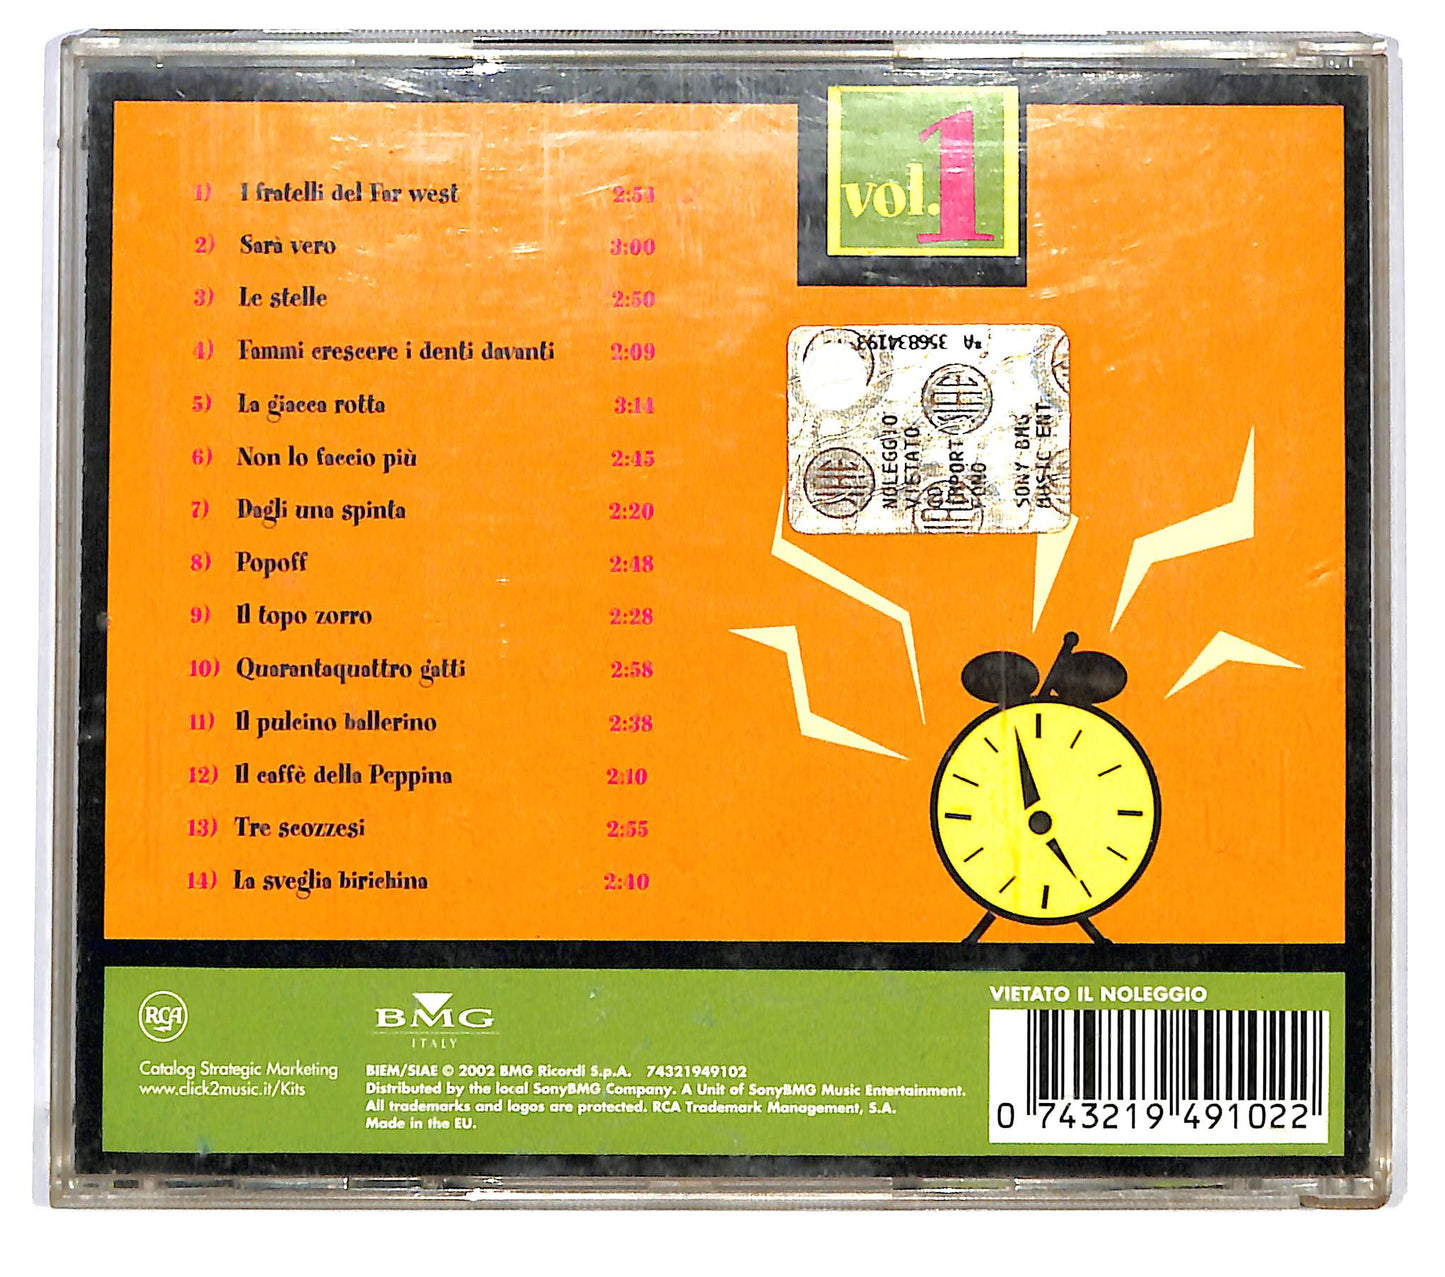 vol.1
1) I fratelli del Far west 2:54
2) Sarà vero 3:00
3) Le stelle 2:50
4) Fammi crescere i denti davanti 2:09
5) La giacca rotta 3:14
6) Non lo faccio più 2:45
7) Dagli una spinta 2:20
8) Popoff 2:48
9) Il topo zorro 2:28
10) Quarantaquattro gatti 2:58
11) Il pulcino ballerino 2:38
12) Il caffè della Peppina 2:10
13) Tre scozzesi 2:55
14) La sveglia birichina 2:40
*A 356834193
SIAE
SIAE
NOLEGGIO
VIETATO
CD
IMPORT
SONY BMG
MUSIC ENT
RCA
Catalog Strategic Marketing
www.click2music.it/Kits
BMG
ITALY
BIEM/SIAE © 2002 BMG Ricordi S.p.A. 74321949102
Distributed by the local SonyBMG Company. A Unit of SonyBMG Music Entertainment.
All trademarks and logos are protected. RCA Trademark Management, S.A.
Made in the EU.
VIETATO IL NOLEGGIO
0 743219 491022